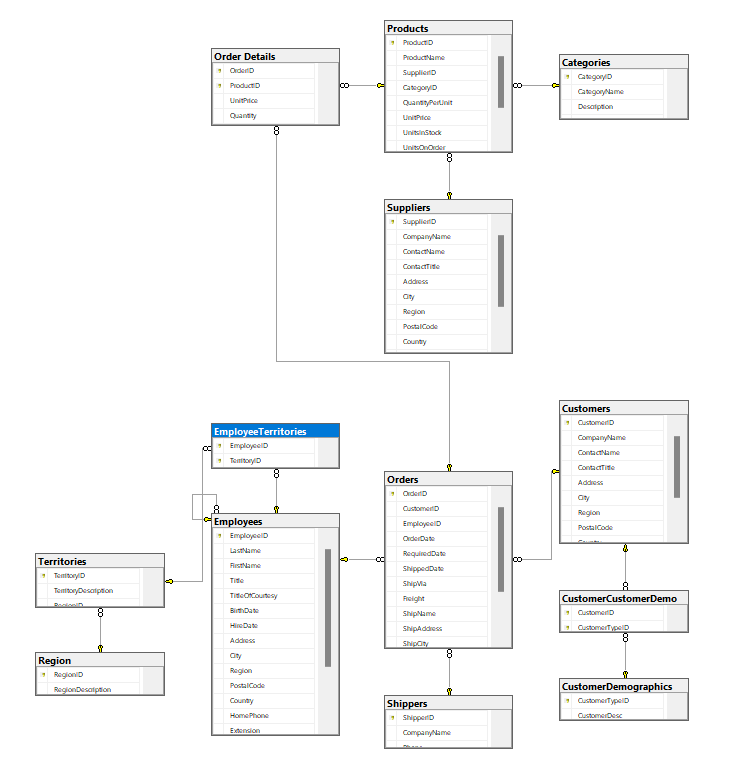 Products
ProductID
ProductName
SupplierID
CategoryID
QuantityPerUnit
UnitPrice
UnitsInStock
UnitsOnOrder
Order Details
OrderID
ProductID
UnitPrice
Quantity
Categories
CategoryID
CategoryName
Description
Suppliers
SupplierID
CompanyName
ContactName
ContactTitle
Address
City
Region
PostalCode
Country
Customers
CustomerID
CompanyName
ContactName
ContactTitle
Address
City
Region
PostalCode
Country
EmployeeTerritories
EmployeeID
TerritoryID
Orders
OrderID
CustomerID
EmployeeID
OrderDate
RequiredDate
ShippedDate
ShipVia
Freight
ShipName
ShipAddress
ShipCity
Employees
EmployeeID
LastName
FirstName
Title
TitleOfCourtesy
BirthDate
HireDate
Address
City
Region
PostalCode
Country
HomePhone
Extension
Territories
TerritoryID
TerritoryDescription
RegionID
Region
RegionID
RegionDescription
CustomerCustomerDemo
CustomerID
CustomerTypeID
CustomerDemographics
CustomerTypeID
CustomerDesc
Shippers
ShipperID
CompanyName
Phone